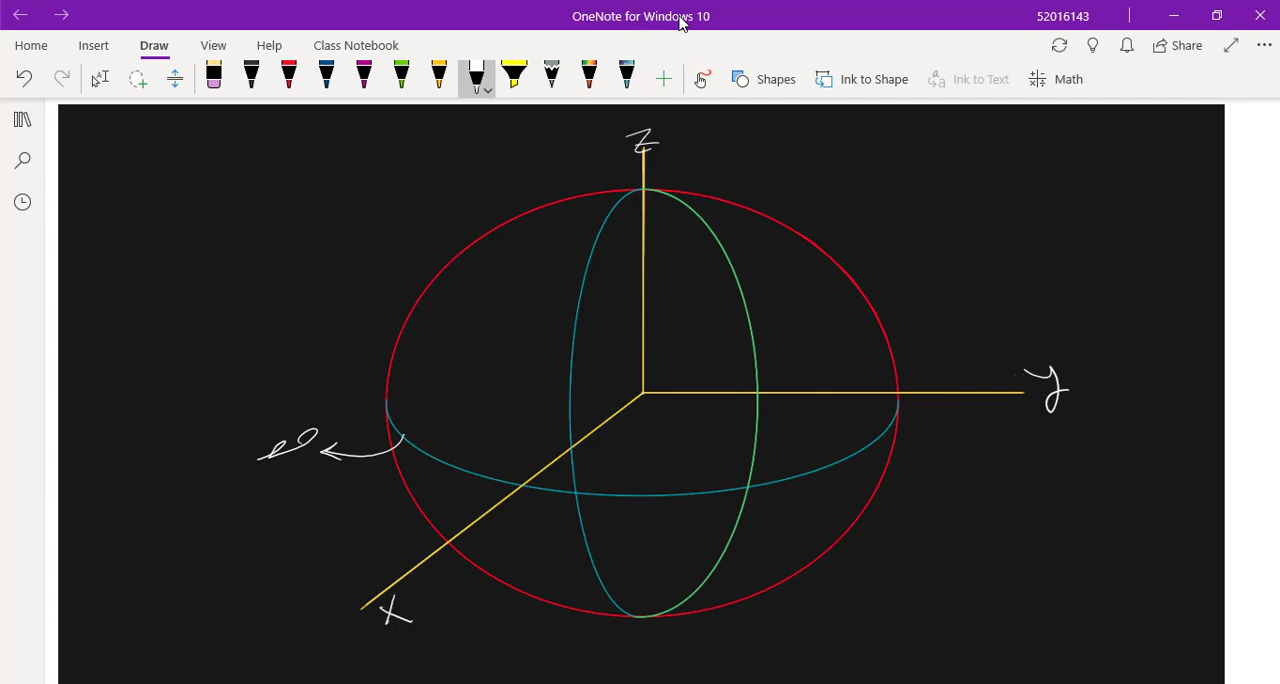 OneNote for Windows 10
52016143
Home Insert Draw View Help Class Notebook
Share
Shapes Ink to Shape Ink to Text Math
z
y
x